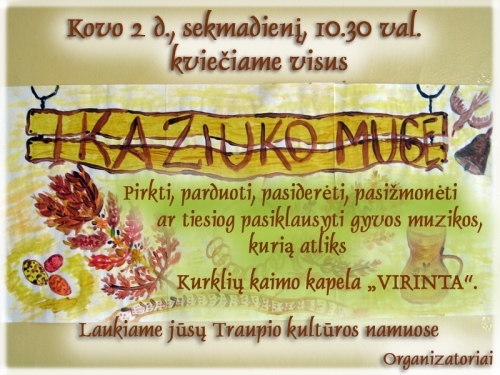 Kovo 2 d., sekmadienį, 10.30 val.
kviečiame visus
Į KAZIUKO MUGĘ!
Pirkti, parduoti, pasiderėti, pasižmonėti
ar tiesiog pasiklausyti gyvos muzikos,
kurią atliks
Kurklių kaimo kapela „VIRINTA“.
Laukiame jūsų Traupio kultūros namuose
Organizatoriai